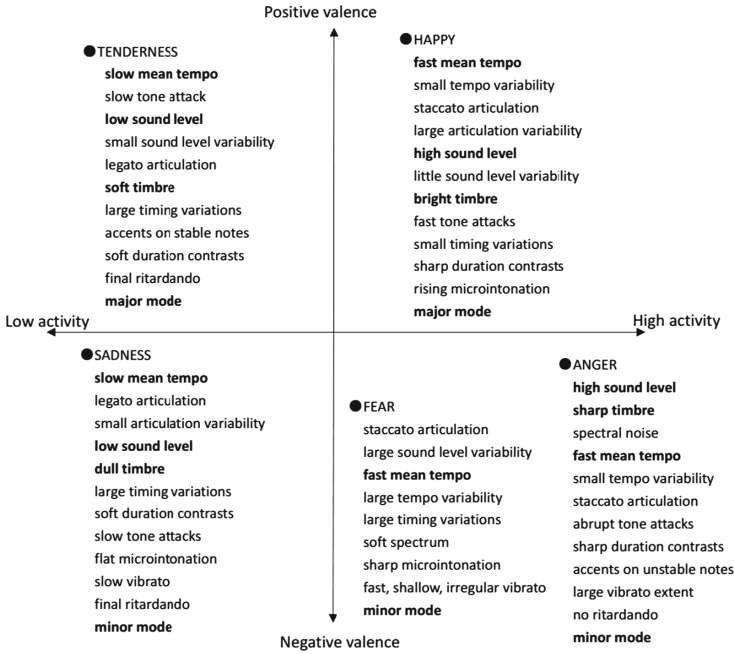 Positive valence
● TENDERNESS
slow mean tempo
slow tone attack
low sound level
small sound level variability
legato articulation
soft timbre
large timing variations
accents on stable notes
soft duration contrasts
final ritardando
major mode
● HAPPY
fast mean tempo
small tempo variability
staccato articulation
large articulation variability
high sound level
little sound level variability
bright timbre
fast tone attacks
small timing variations
sharp duration contrasts
rising microintonation
major mode
Low activity
High activity
● SADNESS
slow mean tempo
legato articulation
small articulation variability
low sound level
dull timbre
large timing variations
soft duration contrasts
slow tone attacks
flat microintonation
slow vibrato
final ritardando
minor mode
● FEAR
staccato articulation
large sound level variability
fast mean tempo
large tempo variability
large timing variations
soft spectrum
sharp microintonation
fast, shallow, irregular vibrato
minor mode
● ANGER
high sound level
sharp timbre
spectral noise
fast mean tempo
small tempo variability
staccato articulation
abrupt tone attacks
sharp duration contrasts
accents on unstable notes
large vibrato extent
no ritardando
minor mode
Negative valence